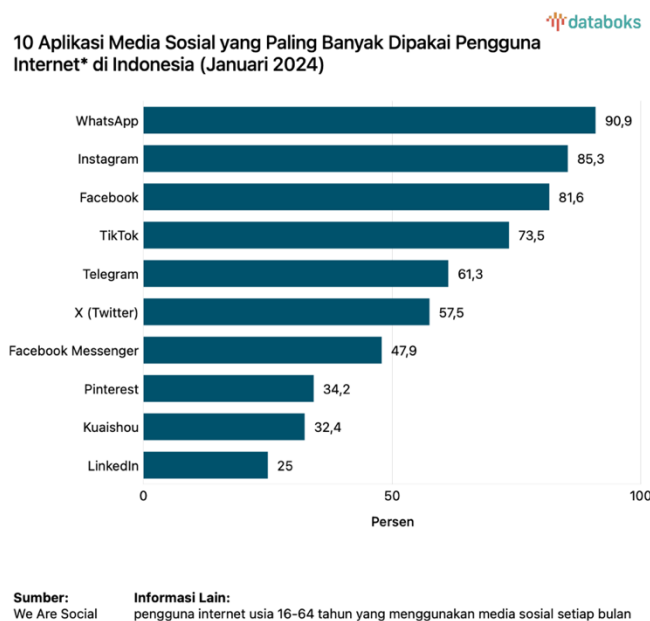 databoks
10 Aplikasi Media Sosial yang Paling Banyak Dipakai Pengguna
Internet* di Indonesia (Januari 2024)
WhatsApp 90,9
Instagram 85,3
Facebook 81,6
TikTok 73,5
Telegram 61,3
X (Twitter) 57,5
Facebook Messenger 47,9
Pinterest 34,2
Kuaishou 32,4
LinkedIn 25
0 50 100
Persen
Sumber: Informasi Lain:
We Are Social pengguna internet usia 16-64 tahun yang menggunakan media sosial setiap bulan